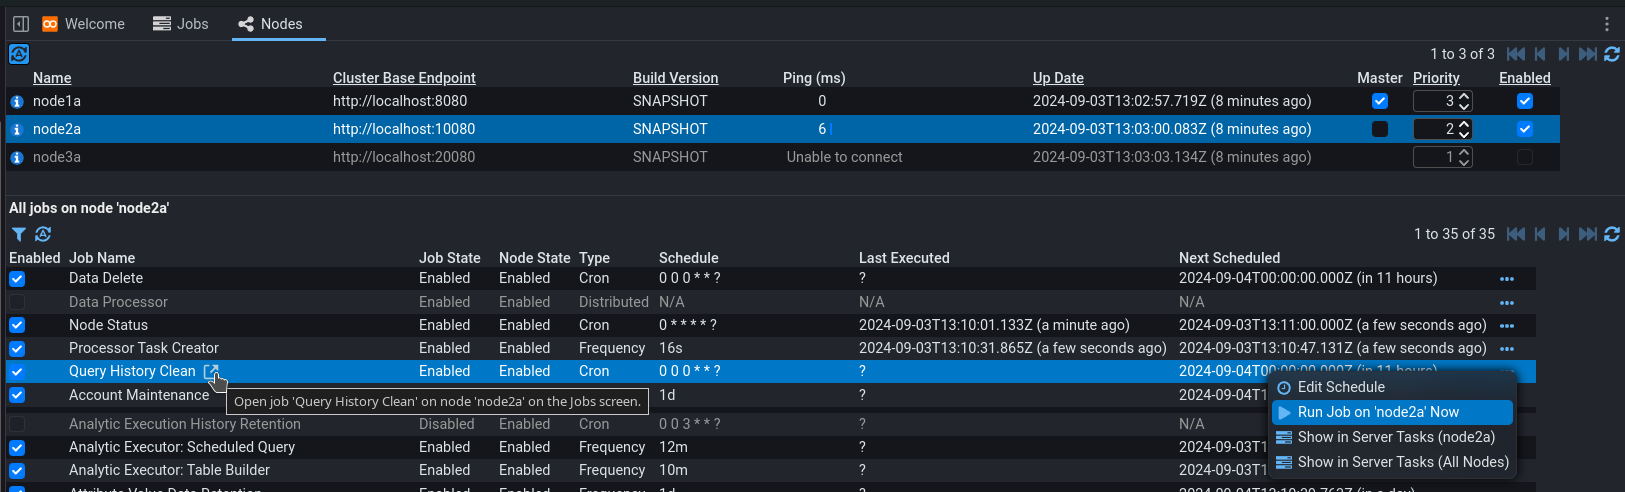 Welcome Jobs Nodes
1 to 3 of 3
Name Cluster Base Endpoint Build Version Ping (ms) Up Date Master Priority Enabled
node1a http://localhost:8080 SNAPSHOT 0 2024-09-03T13:02:57.719Z (8 minutes ago) 3
node2a http://localhost:10080 SNAPSHOT 6 2024-09-03T13:03:00.083Z (8 minutes ago) 2
node3a http://localhost:20080 SNAPSHOT Unable to connect 2024-09-03T13:03:03.134Z (8 minutes ago) 1
All jobs on node 'node2a'
1 to 35 of 35
Enabled Job Name Job State Node State Type Schedule Last Executed Next Scheduled
Data Delete Enabled Enabled Cron 0 0 0 * * ? ? 2024-09-04T00:00:00.000Z (in 11 hours)
Data Processor Enabled Enabled Distributed N/A N/A N/A
Node Status Enabled Enabled Cron 0 * * * * ? 2024-09-03T13:10:01.133Z (a minute ago) 2024-09-03T13:11:00.000Z (a few seconds ago)
Processor Task Creator Enabled Enabled Frequency 16s 2024-09-03T13:10:31.865Z (a few seconds ago) 2024-09-03T13:10:47.131Z (a few seconds ago)
Query History Clean Enabled Enabled Cron 0 0 0 * * ? ? 2024-09-04T00:00:00.000Z (in 11 hours)
Edit Schedule
Account Maintenance 1d ? 2024-09-04T1
Open job 'Query History Clean' on node 'node2a' on the Jobs screen.
Run Job on 'node2a' Now
Analytic Execution History Retention Disabled Enabled Cron 0 0 3 * * ? ? N/A
Show in Server Tasks (node2a)
Analytic Executor: Scheduled Query Enabled Enabled Frequency 12m ? 2024-09-03T1
Show in Server Tasks (All Nodes)
Analytic Executor: Table Builder Enabled Enabled Frequency 10m ? 2024-09-03T1